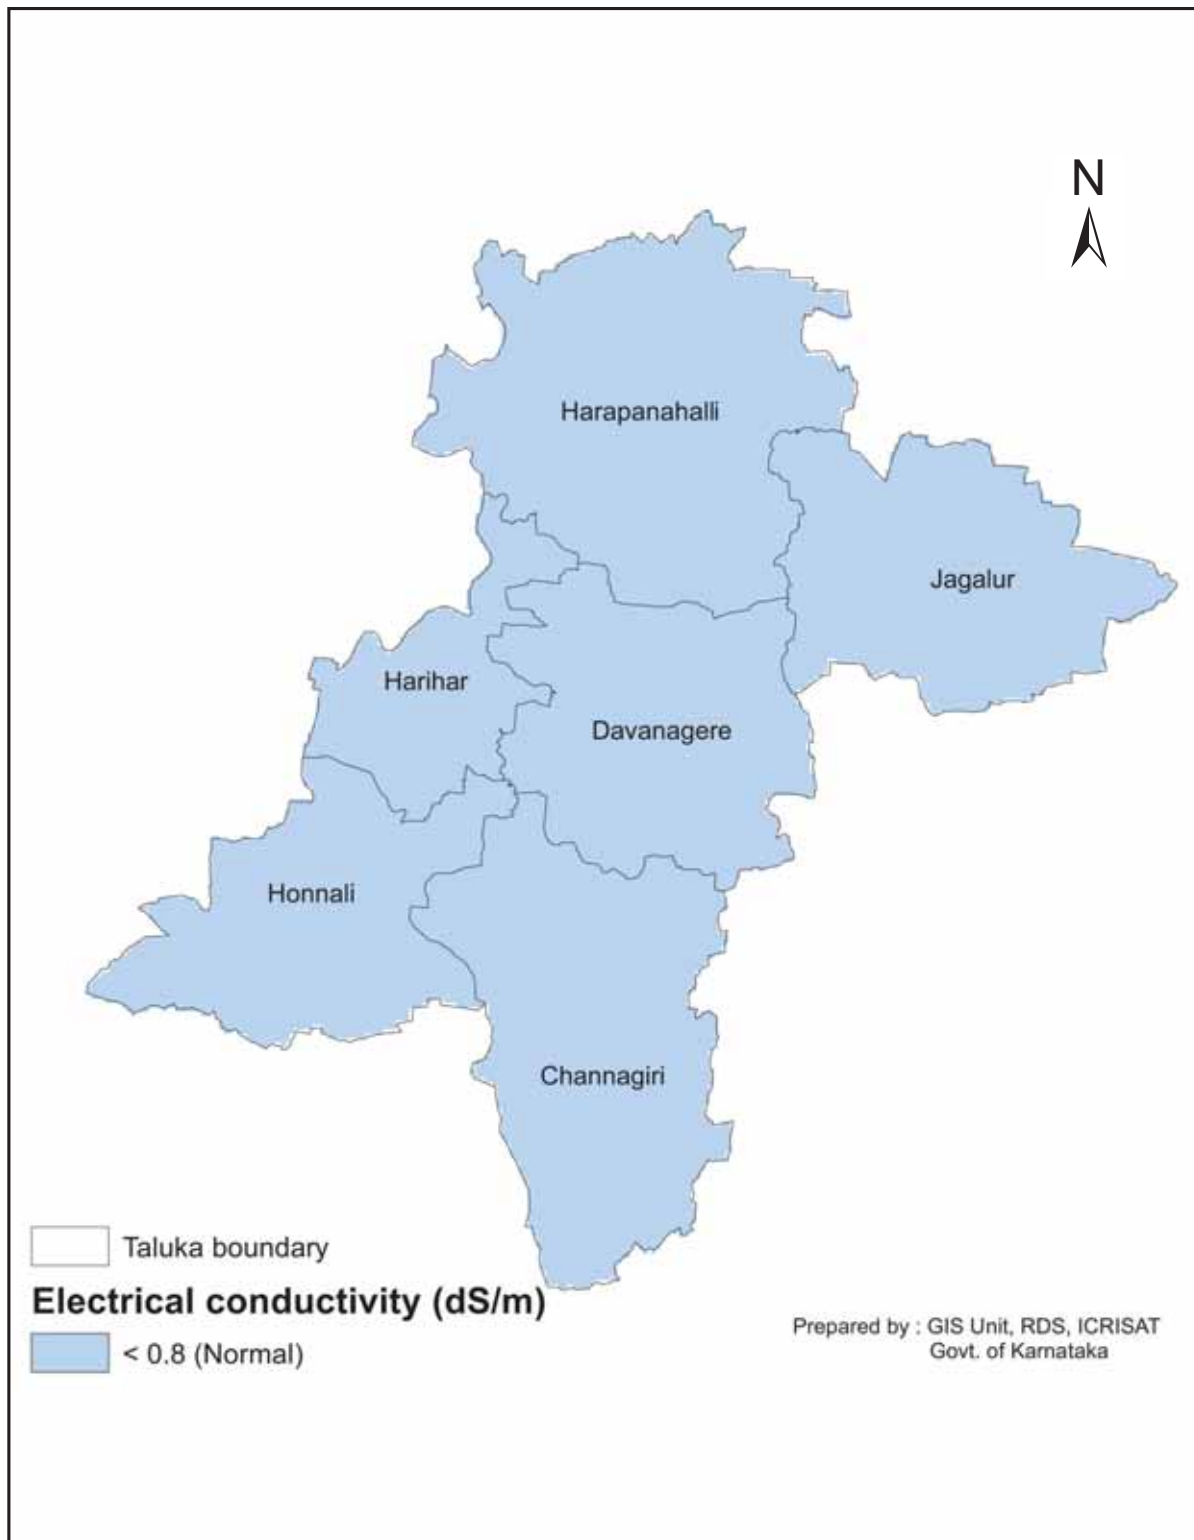 N
Harapanahalli
Jagalur
Harihar
Davanagere
Honnali
Channagiri
Taluka boundary
Electrical conductivity (dS/m)
< 0.8 (Normal)
Prepared by : GIS Unit, RDS, ICRISAT
Govt. of Karnataka